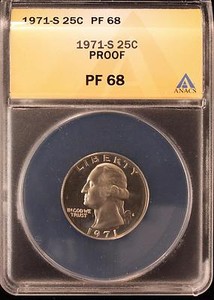 1971-S 25C PF 68
1971-S 25C
PROOF
PF 68
ANACS
LIBERTY
IN GOD WE
TRUST
1971